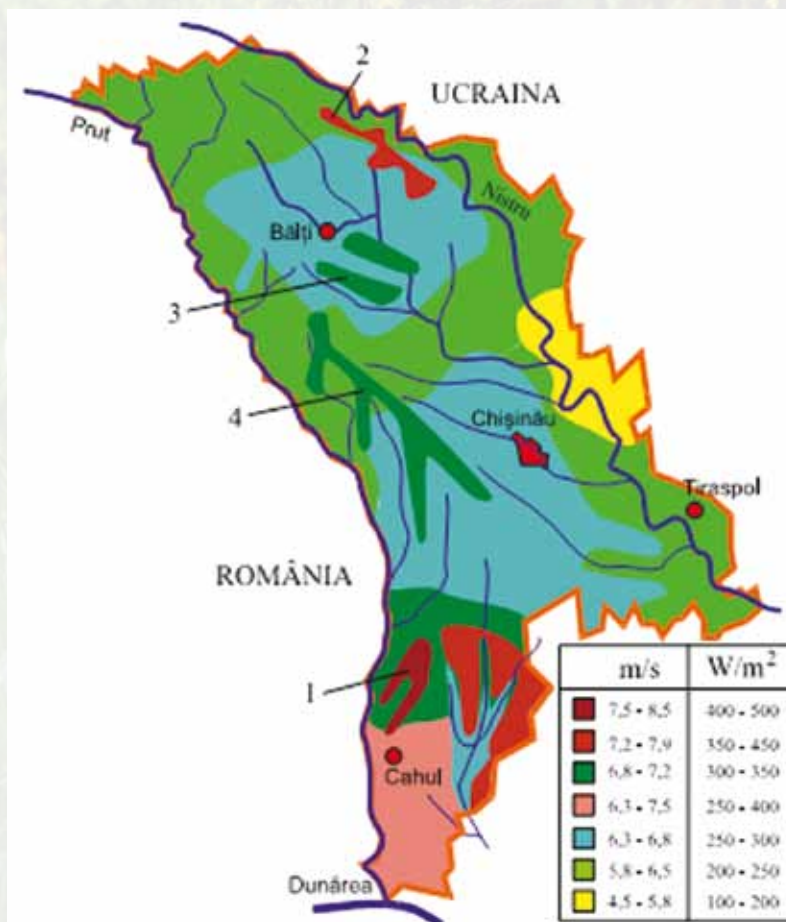 2
UCRAINA
Prut
Nistru
Bălți
3
4
Chișinău
Tiraspol
ROMÂNIA
1
Cahul
Dunărea
m/s W/m²
7,5 - 8,5 400 - 500
7,2 - 7,9 350 - 450
6,8 - 7,2 300 - 350
6,3 - 7,5 250 - 400
6,3 - 6,8 250 - 300
5,8 - 6,5 200 - 250
4,5 - 5,8 100 - 200